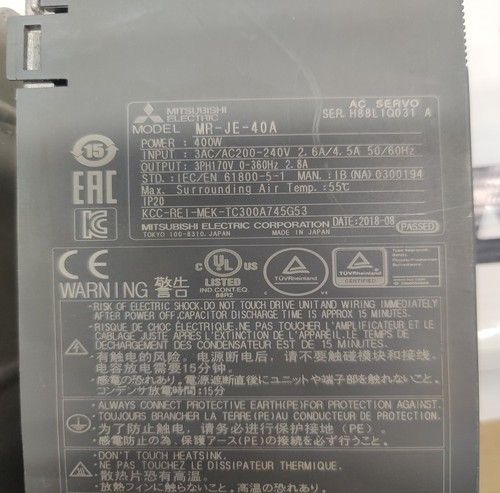 MITSUBISHI
ELECTRIC
AC SERVO
SER. H88L1Q031 A
MODEL MR-JE-40A
POWER : 400W
INPUT : 3AC/AC200-240V 2.6A/4.5A 50/60Hz
OUTPUT : 3PH170V 0-360Hz 2.8A
STD. : IEC/EN 61800-5-1 MAN. : IB (NA) 0300194
Max. Surrounding Air Temp. : 55℃
IP20
KCC-REI-MEK-TC300A745G53
15
EAC
MITSUBISHI ELECTRIC CORPORATION DATE: 2018-08 PASSED
TOKYO 100-8310, JAPAN MADE IN JAPAN
CE
WARNING 警告
c UL US
LISTED
IND. CONT. EQ.
88R2
TÜVRheinland
TÜVRheinland
CERTIFIED
•RISK OF ELECTRIC SHOCK. DO NOT TOUCH DRIVE UNIT AND WIRING IMMEDIATELY
AFTER POWER OFF. CAPACITOR DISCHARGE TIME IS APPROX 15 MINUTES.
•RISQUE DE CHOC ÉLECTRIQUE. NE PAS TOUCHER L'AMPLIFICATEUR ET LE
CABLAGE JUSTE APRÈS L'EXTINCTION DE L'APPAREIL. LE TEMPS DE
DÉCHARGEMENT DES CONDENSATEUR EST D'ENVIRON 15 MINUTES.
•有触电的风险。电源断电后，请不要触碰模块和接线。
电容放电需要15分钟。
•感電の恐れあり。電源遮断直後にユニットや端子部を触れないこと。
コンデンサ放電時間:15分
•ALWAYS CONNECT PROTECTIVE EARTH(PE)FOR PROTECTION AGAINST.
•TOUJOURS BRANCHER LA TERRE(PE)AU CONDUCTEUR DE PROTECTION.
•为了防止触电，请务必进行保护接地（PE）。
•感電防止の為、保護アース(PE)の接続を必ず行う。
•DON'T TOUCH HEATSINK.
•NE PAS TOUCHER LE DISSIPATEUR THERMIQUE.
•散热片恐有高温。
•放熱フィンに触らないこと。高温の恐れあり。